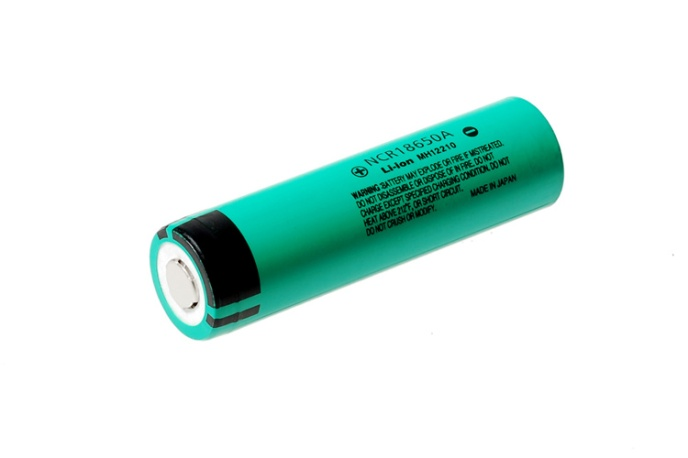 ⊕ NCR18650A ⊖
Li-ion MH12210
WARNING: BATTERY MAY EXPLODE OR FIRE IF MISTREATED.
DO NOT DISASSEMBLE OR DISPOSE OF IN FIRE. DO NOT
CHARGE EXCEPT SPECIFIED CHARGING CONDITION. DO NOT
HEAT ABOVE 212°F, OR SHORT CIRCUIT.
DO NOT CRUSH OR MODIFY.
MADE IN JAPAN